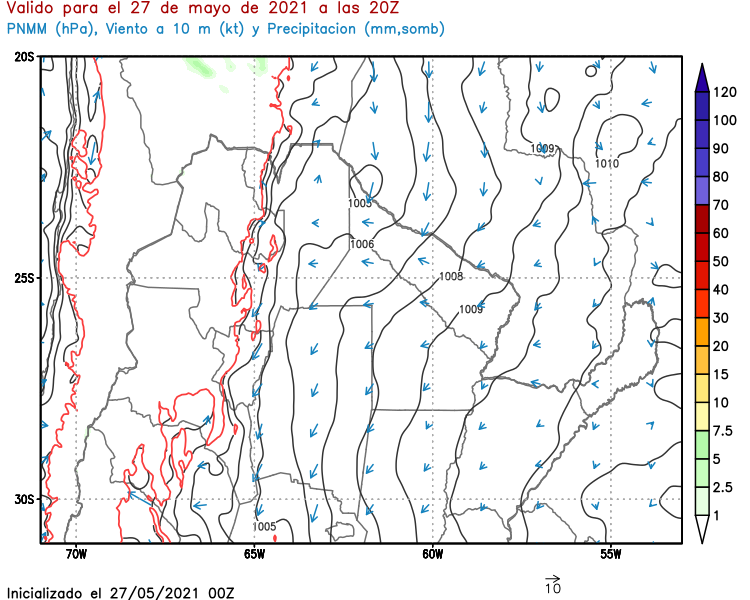 Valido para el 27 de mayo de 2021 a las 20Z
PNMM (hPa), Viento a 10 m (kt) y Precipitacion (mm,somb)
20S
25S
30S
70W
65W
60W
55W
1009
1010
1005
1006
1008
1009
1005
120
100
90
80
70
60
50
40
30
20
15
10
7.5
5
2.5
1
Inicializado el 27/05/2021 00Z
10